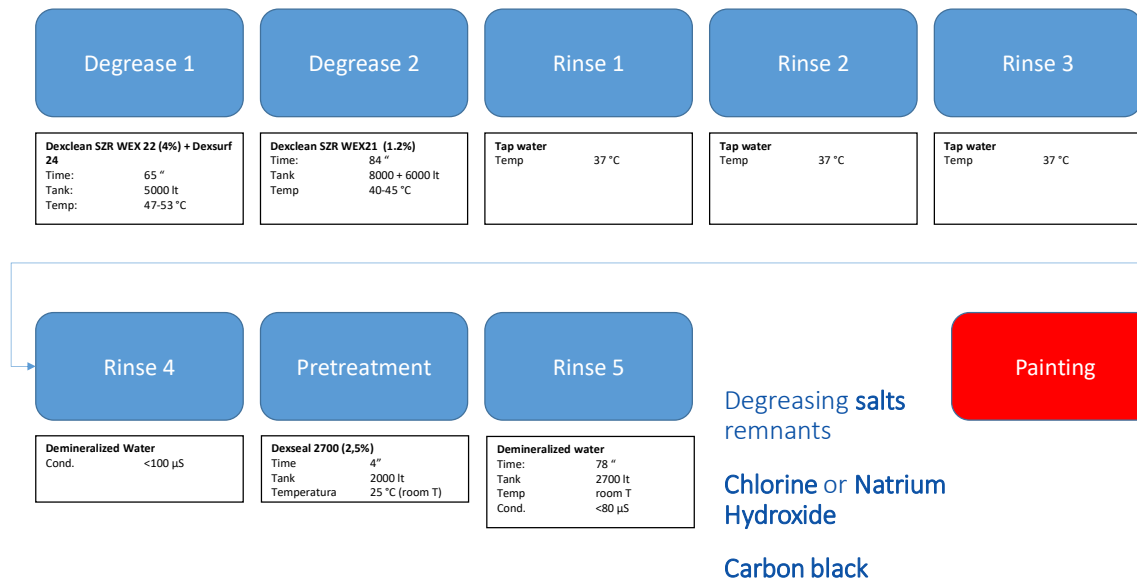 Degrease 1
Degrease 2
Rinse 1
Rinse 2
Rinse 3
Dexclean SZR WEX 22 (4%) + Dexsurf
24
Time: 65 “
Tank: 5000 lt
Temp: 47-53 °C
Dexclean SZR WEX21 (1.2%)
Time: 84 “
Tank 8000 + 6000 lt
Temp 40-45 °C
Tap water
Temp 37 °C
Tap water
Temp 37 °C
Tap water
Temp 37 °C
Rinse 4
Pretreatment
Rinse 5
Painting
Demineralized Water
Cond. <100 µS
Dexseal 2700 (2,5%)
Time 4“
Tank 2000 lt
Temperatura 25 °C (room T)
Demineralized water
Time: 78 “
Tank 2700 lt
Temp room T
Cond. <80 µS
Degreasing salts
remnants
Chlorine or Natrium
Hydroxide
Carbon black